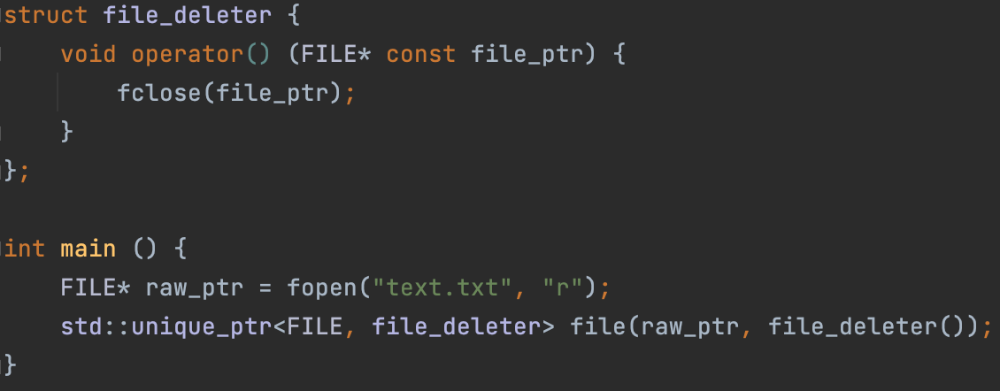 struct file_deleter {
    void operator() (FILE* const file_ptr) {
        fclose(file_ptr);
    }
};

int main () {
    FILE* raw_ptr = fopen("text.txt", "r");
    std::unique_ptr<FILE, file_deleter> file(raw_ptr, file_deleter());
}